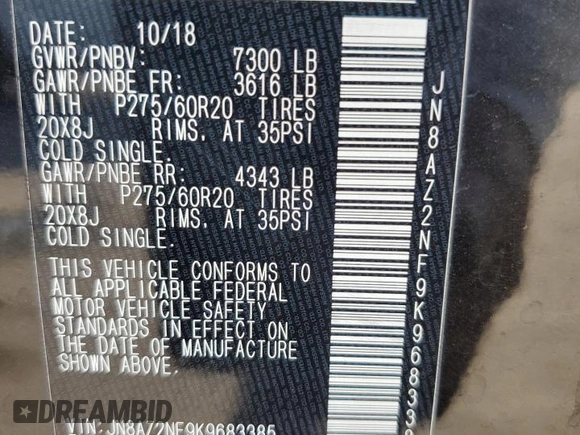 DATE: 10/18
GVWR/PNBV: 7300 LB
GAWR/PNBE FR: 3616 LB
WITH P275/60R20 TIRES
20X8J RIMS, AT 35PSI
COLD SINGLE.
GAWR/PNBE RR: 4343 LB
WITH P275/60R20 TIRES
20X8J RIMS, AT 35PSI
COLD SINGLE.
THIS VEHICLE CONFORMS TO
ALL APPLICABLE FEDERAL
MOTOR VEHICLE SAFETY
STANDARDS IN EFFECT ON
THE DATE OF MANUFACTURE
SHOWN ABOVE.
VIN:JN8AZ2NF9K9683385
JN8AZ2NF9K96833
DREAMBID